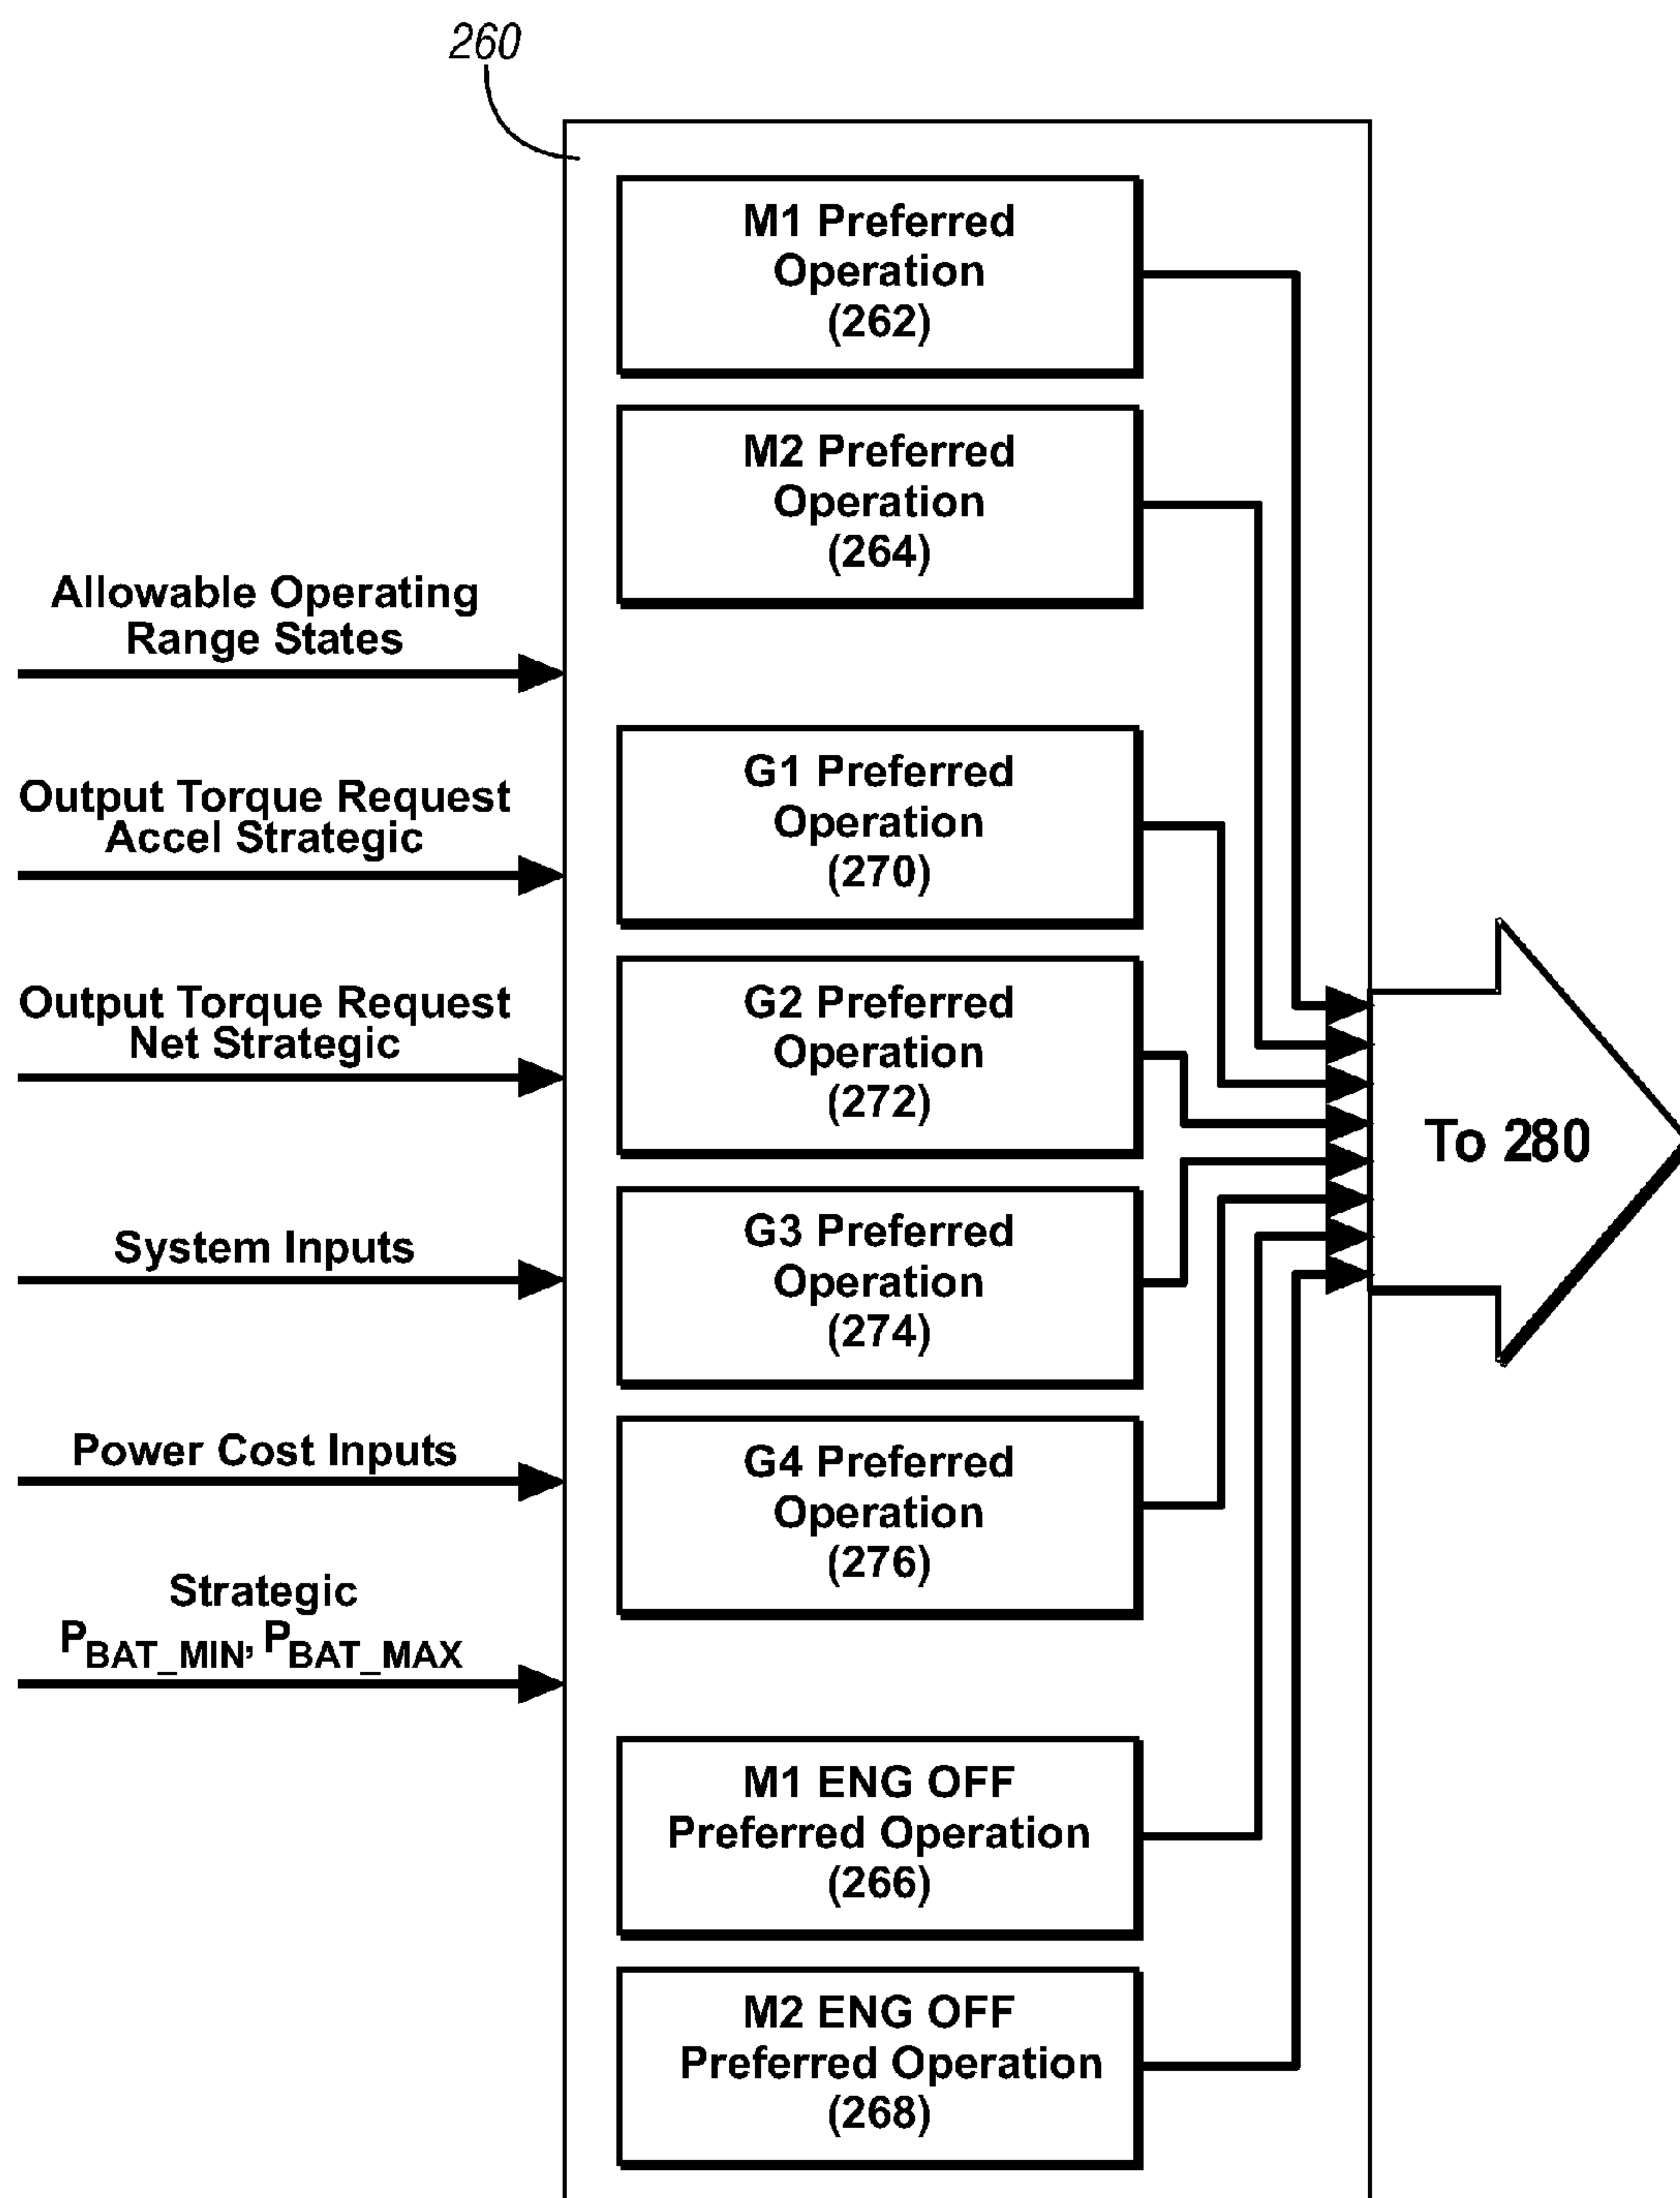 260
M1 Preferred
Operation
(262)
M2 Preferred
Operation
(264)
Allowable Operating
Range States
G1 Preferred
Operation
(270)
Output Torque Request
Accel Strategic
G2 Preferred
Operation
(272)
Output Torque Request
Net Strategic
To 280
G3 Preferred
Operation
(274)
System Inputs
G4 Preferred
Operation
(276)
Power Cost Inputs
Strategic
PBAT_MIN, PBAT_MAX
M1 ENG OFF
Preferred Operation
(266)
M2 ENG OFF
Preferred Operation
(268)